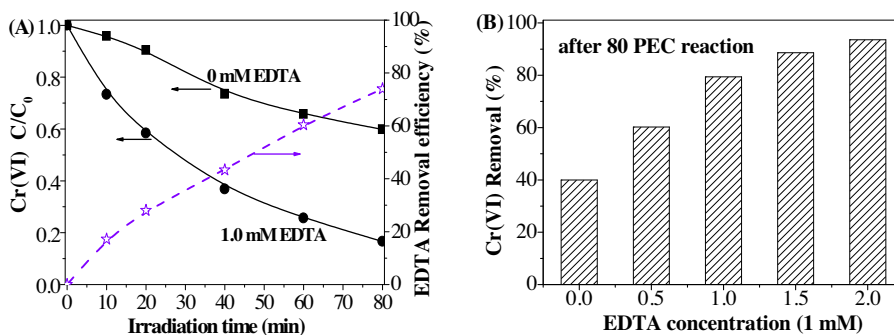 (A)
Cr(VI) C/C0
1.0
0.8
0.6
0.4
0.2
0.0
0 mM EDTA
1.0 mM EDTA
100
80
60
40
20
0
EDTA Removal efficiency (%)
0 10 20 30 40 50 60 70 80
Irradiation time (min)
(B)
after 80 PEC reaction
Cr(VI) Removal (%)
100
80
60
40
20
0
0.0 0.5 1.0 1.5 2.0
EDTA concentration (1 mM)